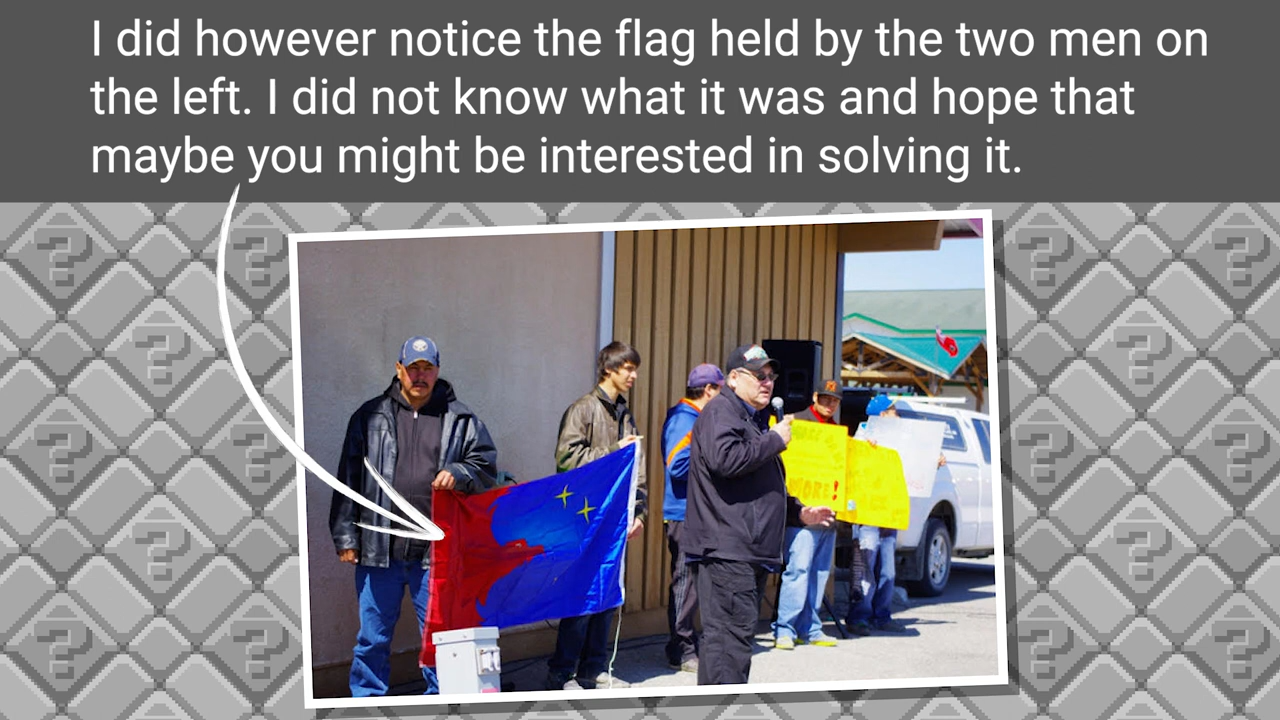 I did however notice the flag held by the two men on
the left. I did not know what it was and hope that
maybe you might be interested in solving it.
MORE!